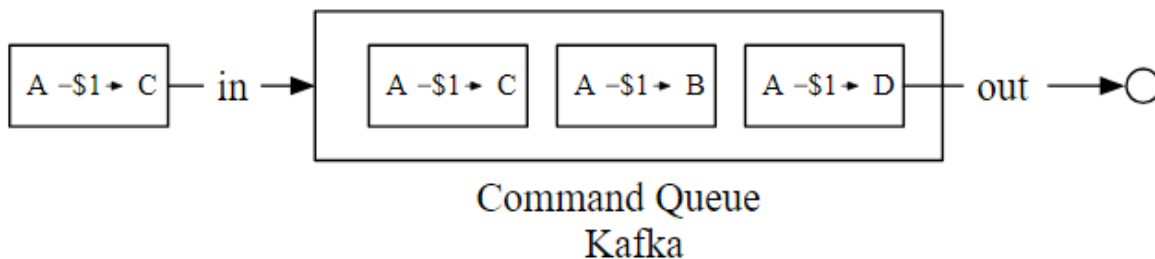 A -$1→ C in A -$1→ C A -$1→ B A -$1→ D out
Command Queue
Kafka